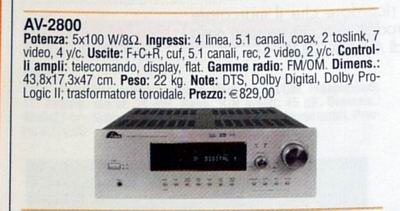 AV-2800
Potenza: 5x100 W/8Ω. Ingressi: 4 linea, 5.1 canali, coax, 2 toslink, 7
video, 4 y/c. Uscite: F+C+R, cuf, 5.1 canali, rec, 2 video, 2 y/c. Control-
li ampli: telecomando, display, flat. Gamme radio: FM/OM. Dimens.:
43,8x17,3x47 cm. Peso: 22 kg. Note: DTS, Dolby Digital, Dolby Pro-
Logic II; trasformatore toroidale. Prezzo: €829,00
DIGITAL